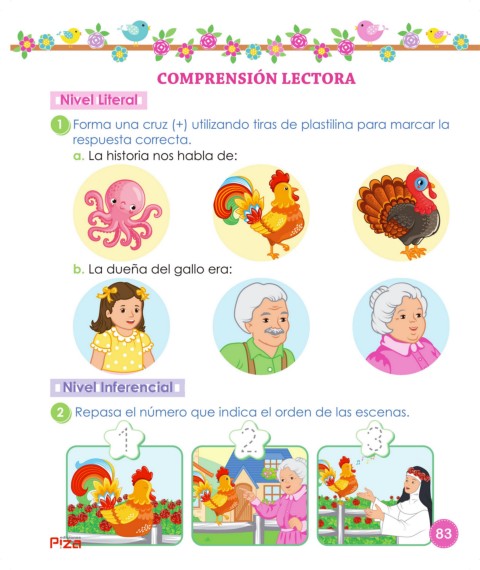 COMPRENSIÓN LECTORA
Nivel Literal
1 Forma una cruz (+) utilizando tiras de plastilina para marcar la
respuesta correcta.
a. La historia nos habla de:
b. La dueña del gallo era:
Nivel Inferencial
2 Repasa el número que indica el orden de las escenas.
1 2 3
Piza
83